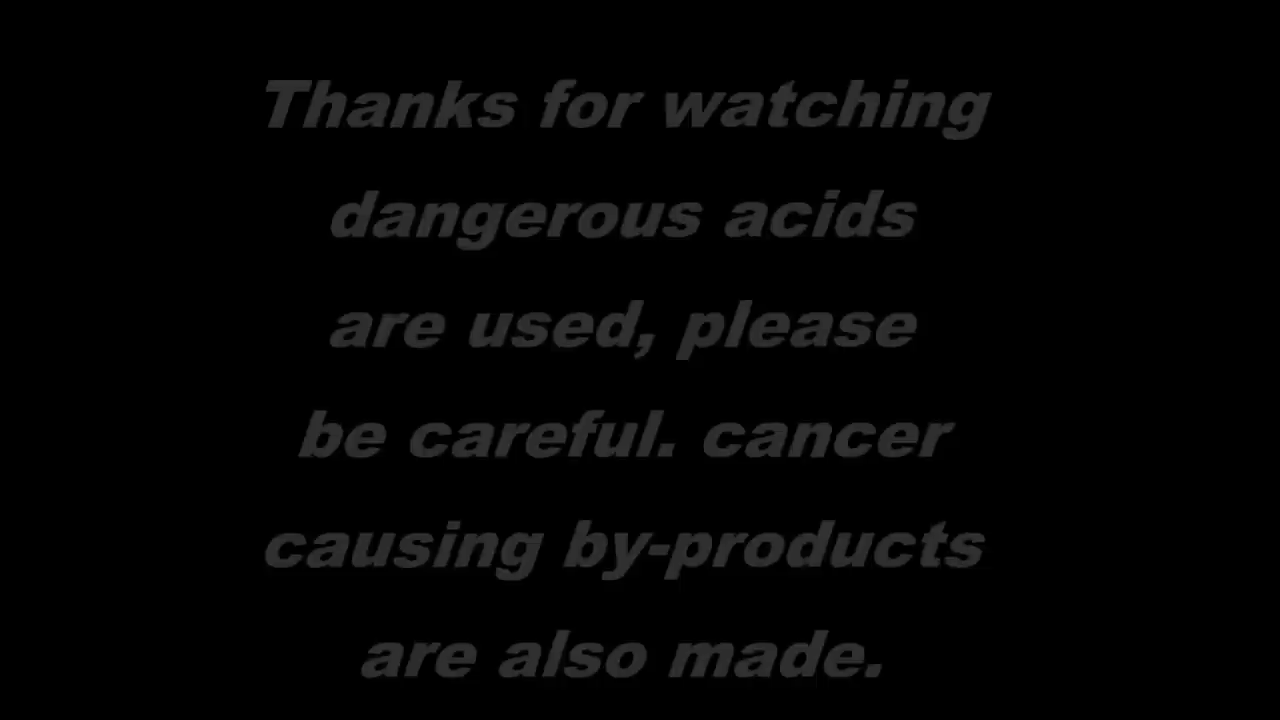 Thanks for watching
dangerous acids
are used, please
be careful. cancer
causing by-products
are also made.